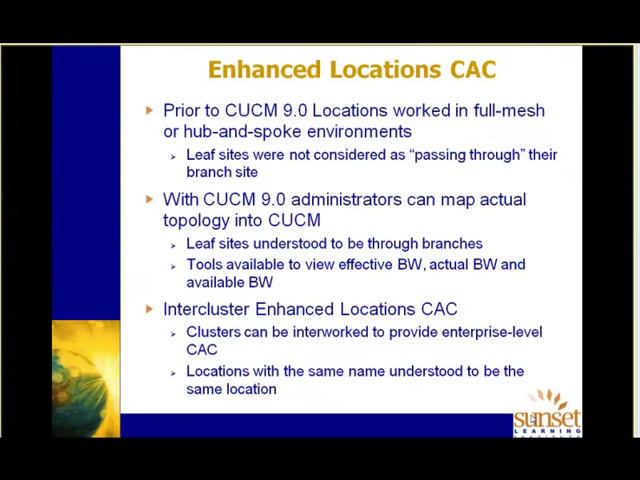 Enhanced Locations CAC
Prior to CUCM 9.0 Locations worked in full-mesh
or hub-and-spoke environments
Leaf sites were not considered as “passing through” their
branch site
With CUCM 9.0 administrators can map actual
topology into CUCM
Leaf sites understood to be through branches
Tools available to view effective BW, actual BW and
available BW
Intercluster Enhanced Locations CAC
Clusters can be interworked to provide enterprise-level
CAC
Locations with the same name understood to be the
same location
sunset
LEARNING